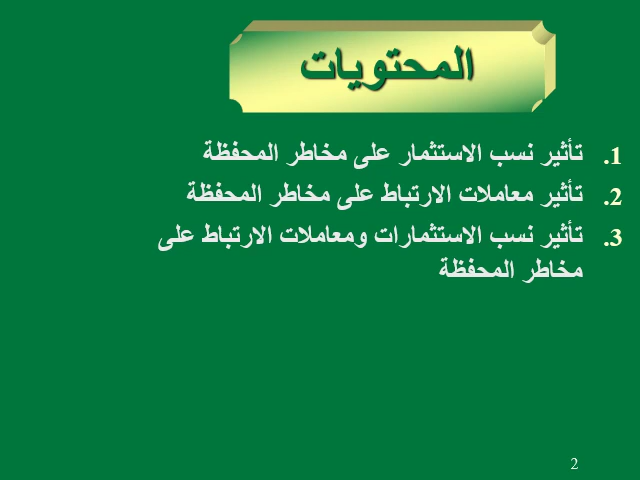 المحتويات
1. تأثير نسب الاستثمار على مخاطر المحفظة
2. تأثير معاملات الارتباط على مخاطر المحفظة
3. تأثير نسب الاستثمارات ومعاملات الارتباط على
مخاطر المحفظة
2